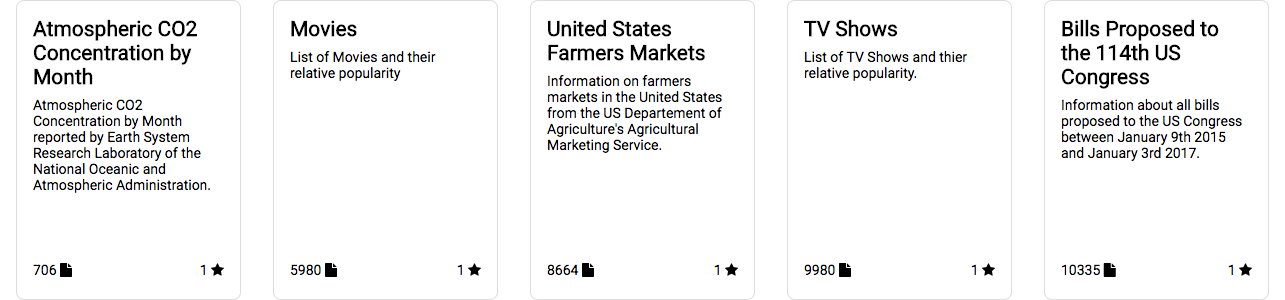 Atmospheric CO2
Concentration by
Month
Atmospheric CO2
Concentration by Month
reported by Earth System
Research Laboratory of the
National Oceanic and
Atmospheric Administration.
706
1
Movies
List of Movies and their
relative popularity
5980
1
United States
Farmers Markets
Information on farmers
markets in the United States
from the US Departement of
Agriculture's Agricultural
Marketing Service.
8664
1
TV Shows
List of TV Shows and thier
relative popularity.
9980
1
Bills Proposed to
the 114th US
Congress
Information about all bills
proposed to the US Congress
between January 9th 2015
and January 3rd 2017.
10335
1